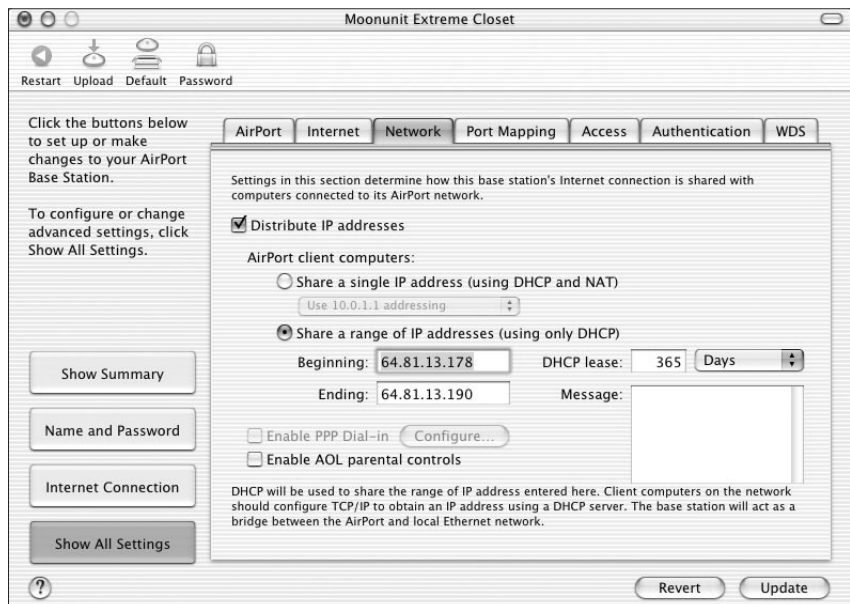 Moonunit Extreme Closet
Restart Upload Default Password
Click the buttons below
to set up or make
changes to your AirPort
Base Station.
To configure or change
advanced settings, click
Show All Settings.
Show Summary
Name and Password
Internet Connection
Show All Settings
?
AirPort Internet Network Port Mapping Access Authentication WDS
Settings in this section determine how this base station's Internet connection is shared with
computers connected to its AirPort network.
Distribute IP addresses
AirPort client computers:
Share a single IP address (using DHCP and NAT)
Use 10.0.1.1 addressing
Share a range of IP addresses (using only DHCP)
Beginning: 64.81.13.178 DHCP lease: 365 Days
Ending: 64.81.13.190 Message:
Enable PPP Dial-in Configure...
Enable AOL parental controls
DHCP will be used to share the range of IP address entered here. Client computers on the network
should configure TCP/IP to obtain an IP address using a DHCP server. The base station will act as a
bridge between the AirPort and local Ethernet network.
Revert Update